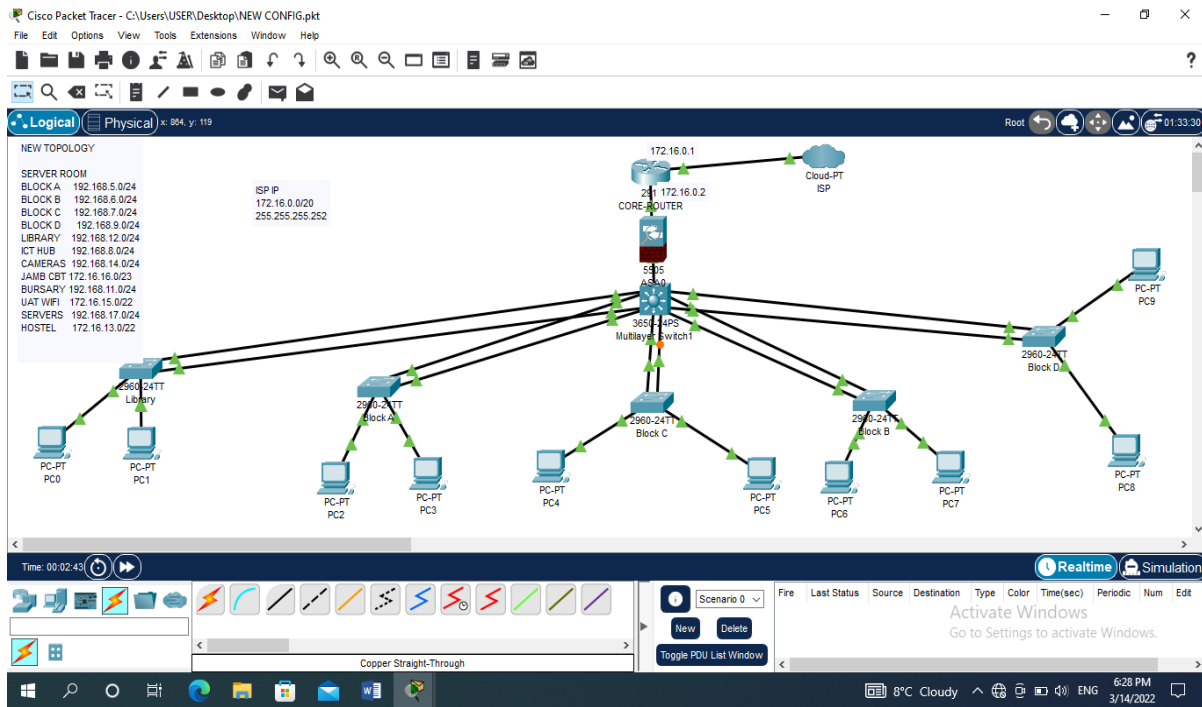 Cisco Packet Tracer - C:\Users\USER\Desktop\NEW CONFIG.pkt
File Edit Options View Tools Extensions Window Help
?
Logical Physical x: 864, y: 119 Root 01:33:30
NEW TOPOLOGY
SERVER ROOM
BLOCK A 192.168.5.0/24
BLOCK B 192.168.6.0/24
BLOCK C 192.168.7.0/24
BLOCK D 192.168.9.0/24
LIBRARY 192.168.12.0/24
ICT HUB 192.168.8.0/24
CAMERAS 192.168.14.0/24
JAMB CBT 172.16.16.0/23
BURSARY 192.168.11.0/24
UAT WIFI 172.16.15.0/22
SERVERS 192.168.17.0/24
HOSTEL 172.16.13.0/22
ISP IP
172.16.0.0/20
255.255.255.252
172.16.0.1
Cloud-PT
ISP
172.16.0.2
CORE-ROUTER
5505
ASA0
3650-24PS
Multilayer Switch1
PC-PT
PC9
2960-24TT
Block D
2960-24TT
Library
2960-24TT
Block A
2960-24TT
Block C
2960-24TT
Block B
PC-PT
PC0
PC-PT
PC1
PC-PT
PC2
PC-PT
PC3
PC-PT
PC4
PC-PT
PC5
PC-PT
PC6
PC-PT
PC7
PC-PT
PC8
Time: 00:02:43 Realtime Simulation
Scenario 0
New Delete
Toggle PDU List Window
Fire Last Status Source Destination Type Color Time(sec) Periodic Num Edit
Activate Windows
Go to Settings to activate Windows.
Copper Straight-Through
8°C Cloudy ENG 6:28 PM
3/14/2022